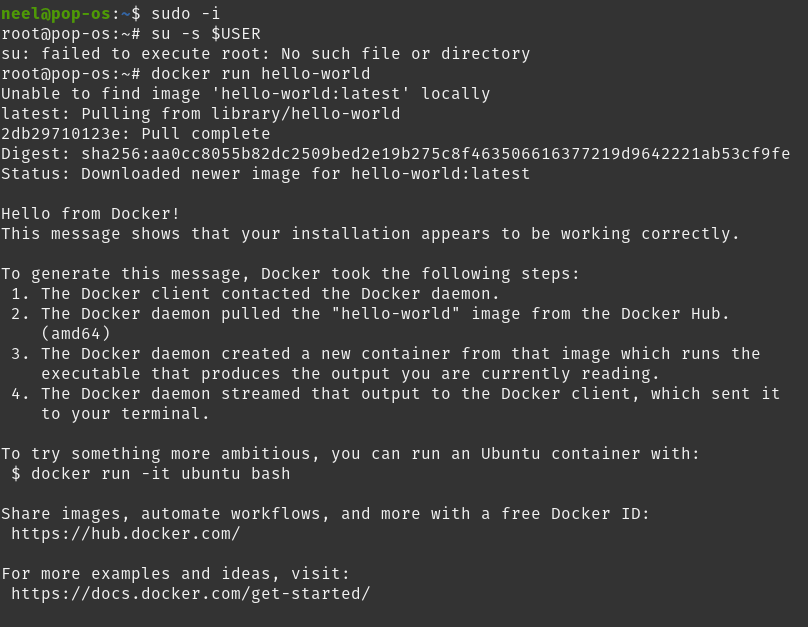 neel@pop-os:~$ sudo -i
root@pop-os:~# su -s $USER
su: failed to execute root: No such file or directory
root@pop-os:~# docker run hello-world
Unable to find image 'hello-world:latest' locally
latest: Pulling from library/hello-world
2db29710123e: Pull complete
Digest: sha256:aa0cc8055b82dc2509bed2e19b275c8f463506616377219d9642221ab53cf9fe
Status: Downloaded newer image for hello-world:latest

Hello from Docker!
This message shows that your installation appears to be working correctly.

To generate this message, Docker took the following steps:
 1. The Docker client contacted the Docker daemon.
 2. The Docker daemon pulled the "hello-world" image from the Docker Hub.
    (amd64)
 3. The Docker daemon created a new container from that image which runs the
    executable that produces the output you are currently reading.
 4. The Docker daemon streamed that output to the Docker client, which sent it
    to your terminal.

To try something more ambitious, you can run an Ubuntu container with:
 $ docker run -it ubuntu bash

Share images, automate workflows, and more with a free Docker ID:
 https://hub.docker.com/

For more examples and ideas, visit:
 https://docs.docker.com/get-started/